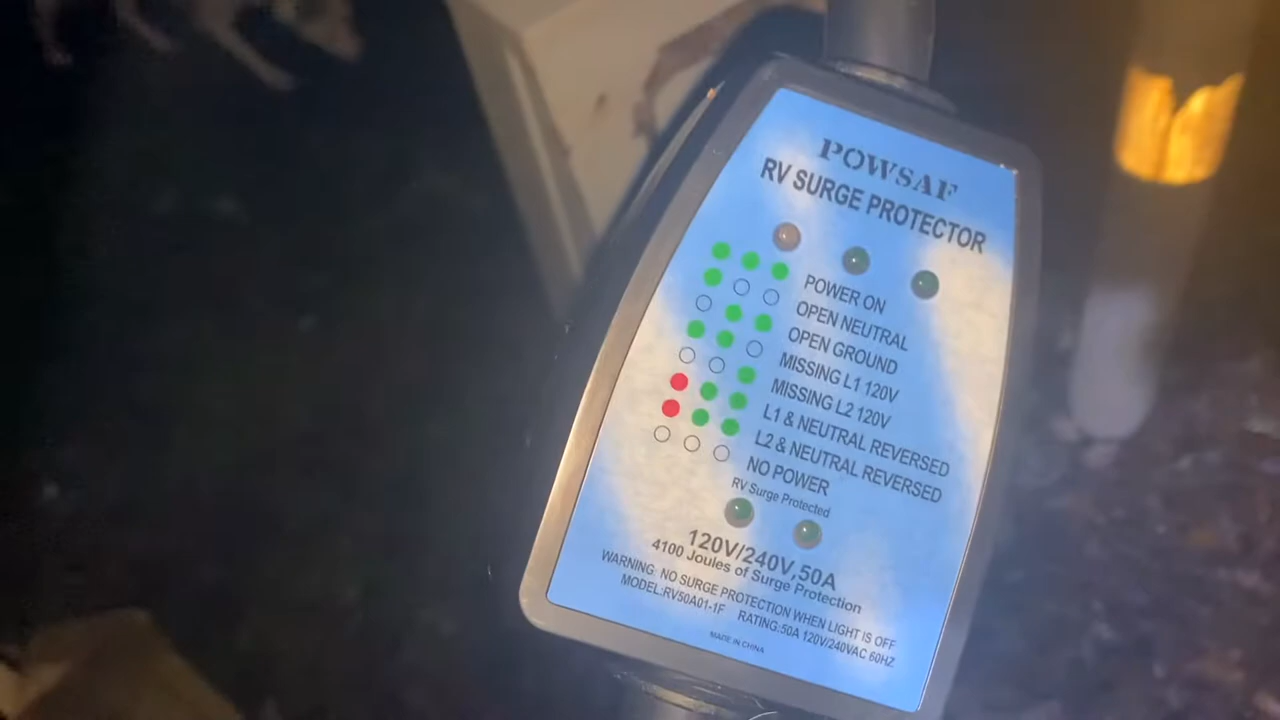 POWSAF
RV SURGE PROTECTOR
POWER ON
OPEN NEUTRAL
OPEN GROUND
MISSING L1 120V
MISSING L2 120V
L1 & NEUTRAL REVERSED
L2 & NEUTRAL REVERSED
NO POWER
RV Surge Protected
120V/240V,50A
4100 Joules of Surge Protection
WARNING: NO SURGE PROTECTION WHEN LIGHT IS OFF
MODEL:RV50A01-1F RATING:50A 120V/240VAC 60HZ
MADE IN CHINA